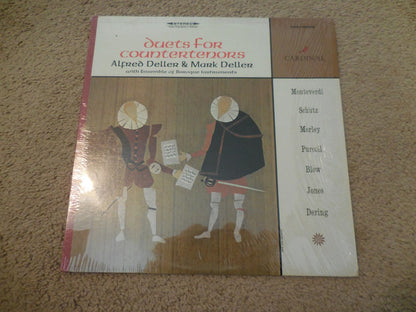 STEREO
duets for
countertenors
Alfred Deller & Mark Deller
with Ensemble of Baroque Instruments
CARDINAL
Monteverdi
Schütz
Morley
Purcell
Blow
Jones
Dering